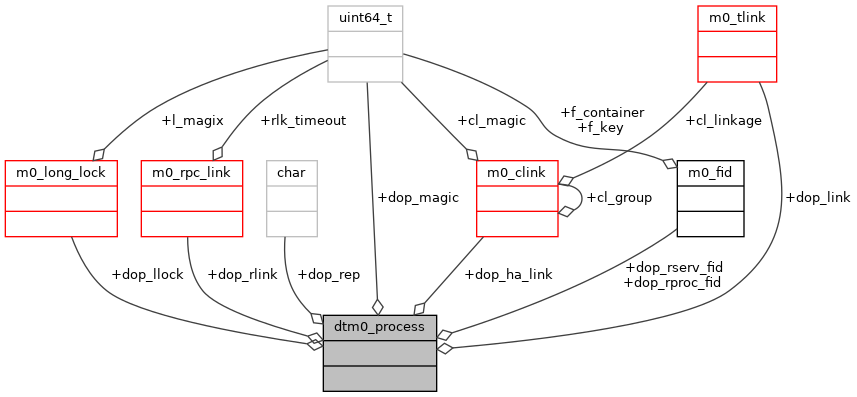 uint64_t
m0_tlink
+l_magix
+rlk_timeout
+cl_magic
+f_container
+f_key
+cl_linkage
m0_long_lock
m0_rpc_link
char
m0_clink
m0_fid
+dop_magic
+cl_group
+dop_link
+dop_llock
+dop_rlink
+dop_rep
+dop_ha_link
+dop_rserv_fid
+dop_rproc_fid
dtm0_process